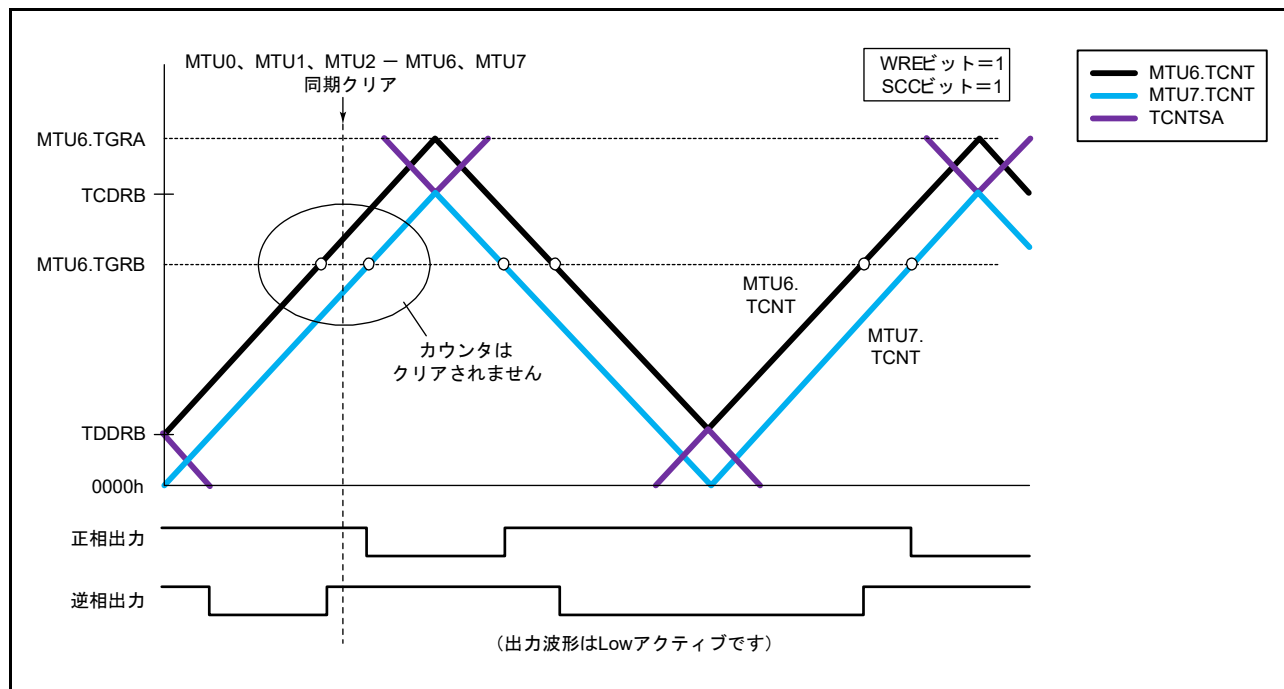 MTU0、MTU1、MTU2 － MTU6、MTU7
同期クリア
WREビット＝1
SCCビット＝1
MTU6.TCNT
MTU7.TCNT
TCNTSA
MTU6.TGRA
TCDRB
MTU6.TGRB
MTU6.
TCNT
MTU7.
TCNT
カウンタは
クリアされません
TDDRB
0000h
正相出力
逆相出力
（出力波形はLowアクティブです）